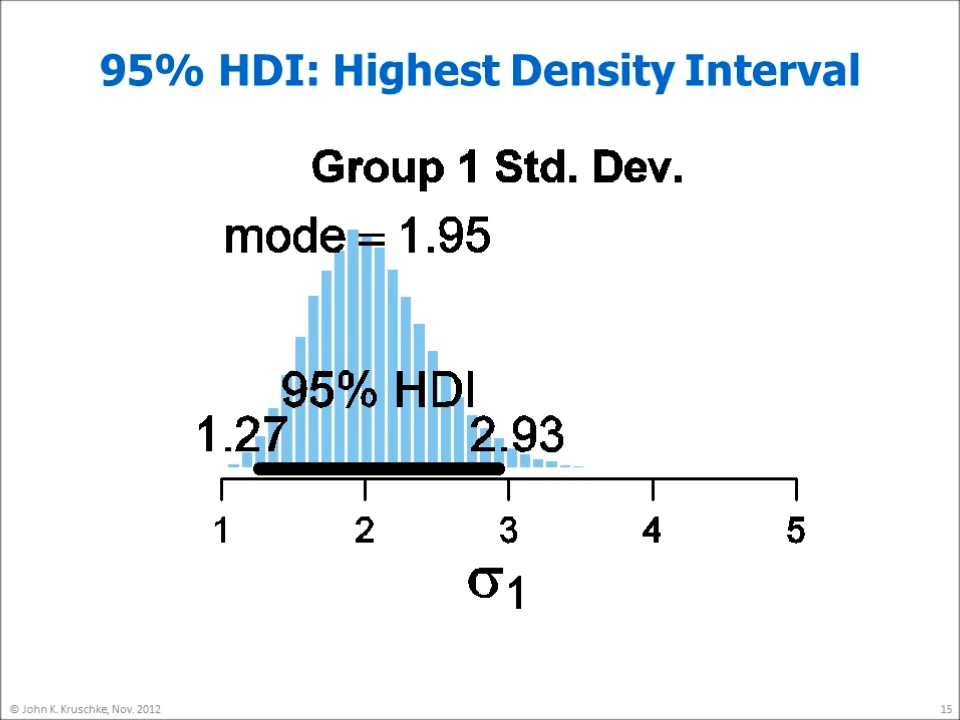 95% HDI: Highest Density Interval
Group 1 Std. Dev.
mode = 1.95
95% HDI
1.27 2.93
1 2 3 4 5
σ1
© John K. Kruschke, Nov. 2012 15